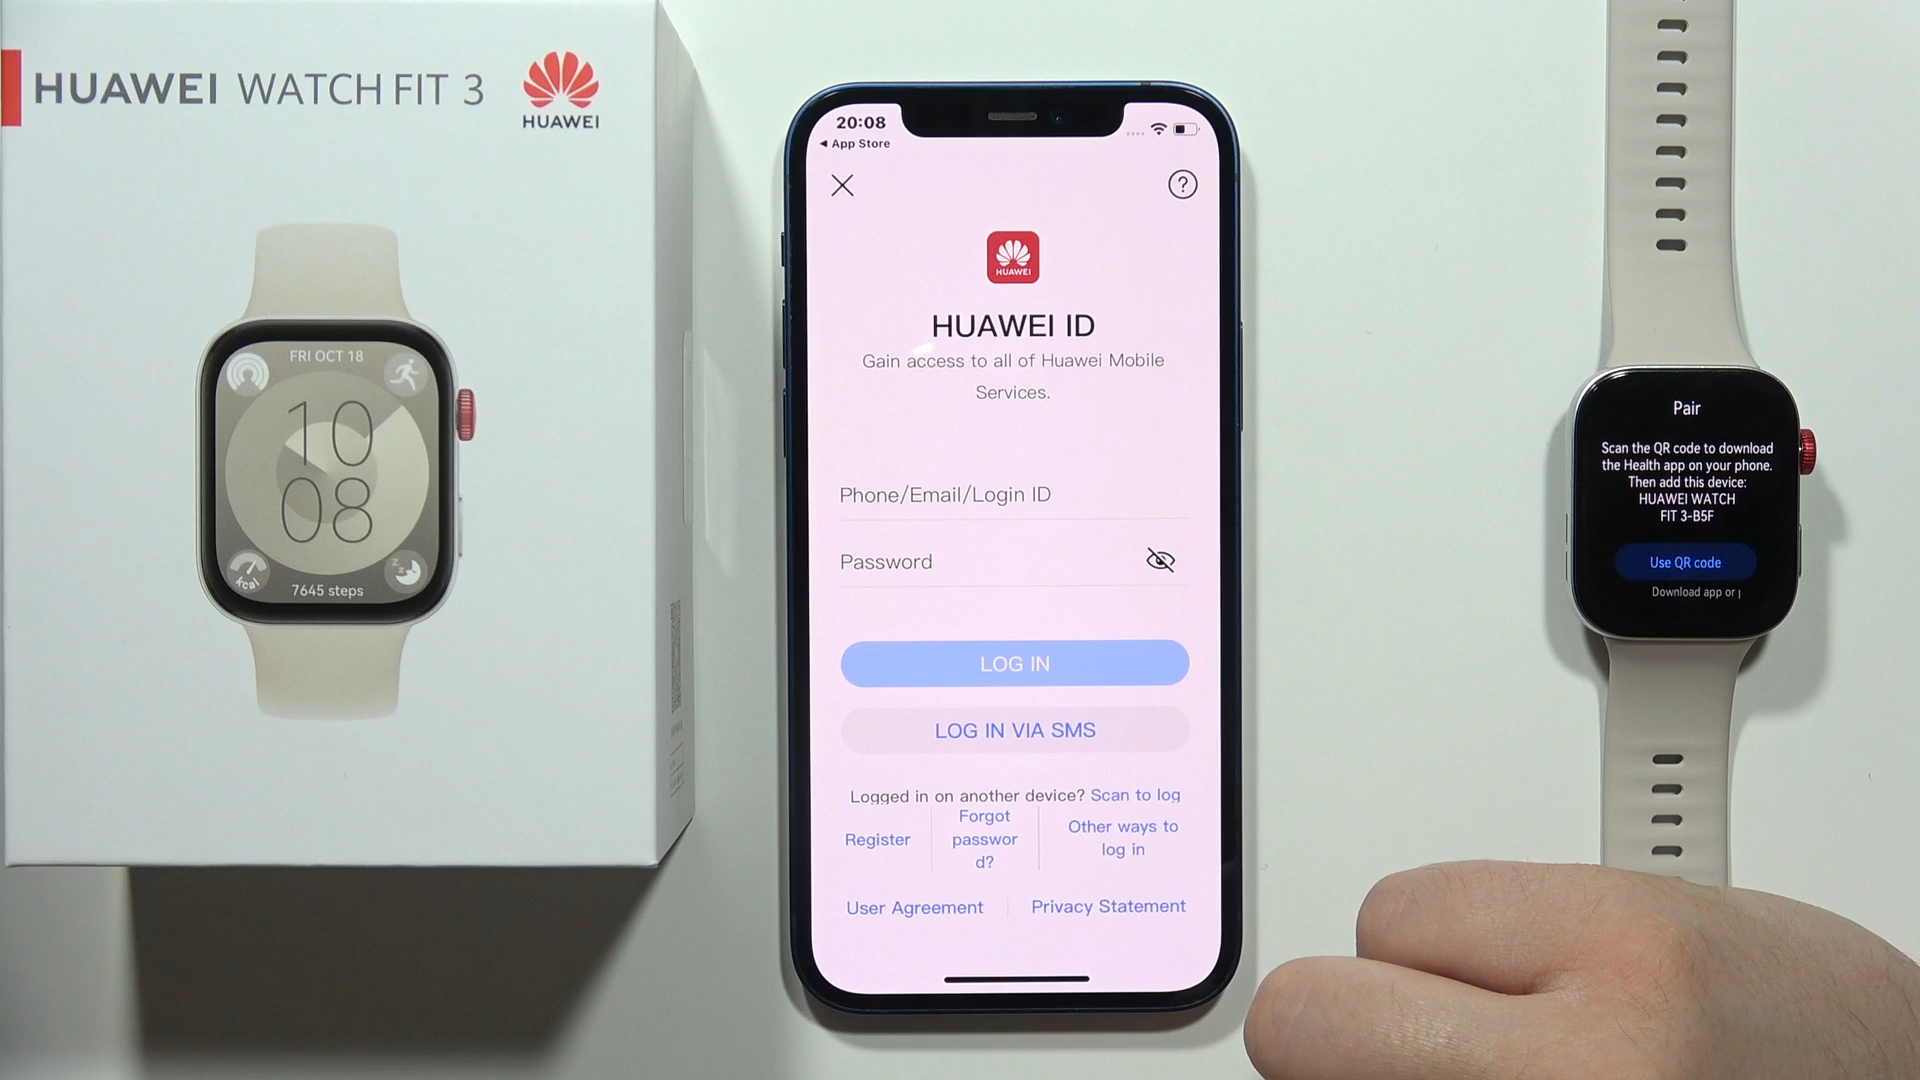 HUAWEI WATCH FIT 3
HUAWEI
FRI OCT 18
10
08
kcal
7645 steps
20:08
App Store
HUAWEI
HUAWEI ID
Gain access to all of Huawei Mobile
Services.
Phone/Email/Login ID
Password
LOG IN
LOG IN VIA SMS
Logged in on another device? Scan to log
Register
Forgot
passwor
d?
Other ways to
log in
User Agreement
Privacy Statement
Pair
Scan the QR code to download
the Health app on your phone.
Then add this device:
HUAWEI WATCH
FIT 3-B5F
Use QR code
Download app or